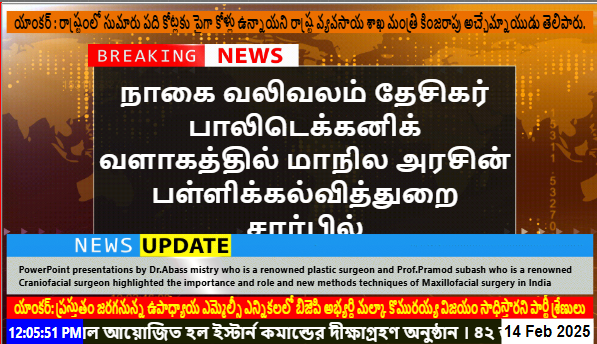 యాంకర్ : రాష్ట్రంలో సుమారు పది కోట్లకు పైగా కోళ్లు ఉన్నాయని రాష్ట్ర వ్యవసాయ శాఖ మంత్రి కింజరాపు అచ్చేమ్నాయుడు తెలిపారు.
BREAKING NEWS
நாகை வலிவலம் தேசிகர்
பாலிடெக்கனிக்
வளாகத்தில் மாநில அரசின்
பள்ளிக்கல்வித்துறை
சார்பில்
NEWS UPDATE
PowerPoint presentations by Dr.Abass mistry who is a renowned plastic surgeon and Prof.Pramod subash who is a renowned
Craniofacial surgeon highlighted the importance and role and new methods techniques of Maxillofacial surgery in India
యాంకర్: ప్రస్తుతం జరగనున్న ఉపాధ్యాయ ఎమ్మెల్సీ ఎన్నికలలో బిజెపి అభ్యర్థి మల్కా కొమురయ్య విజయం సాధిస్తారని పార్టీ శ్రేణులు
12:05:51 PM ল আয়োজিত হল ইস্টার্ন কমান্ডের দীক্ষাগ্রহণ অনুষ্ঠান । ৪২ 14 Feb 2025